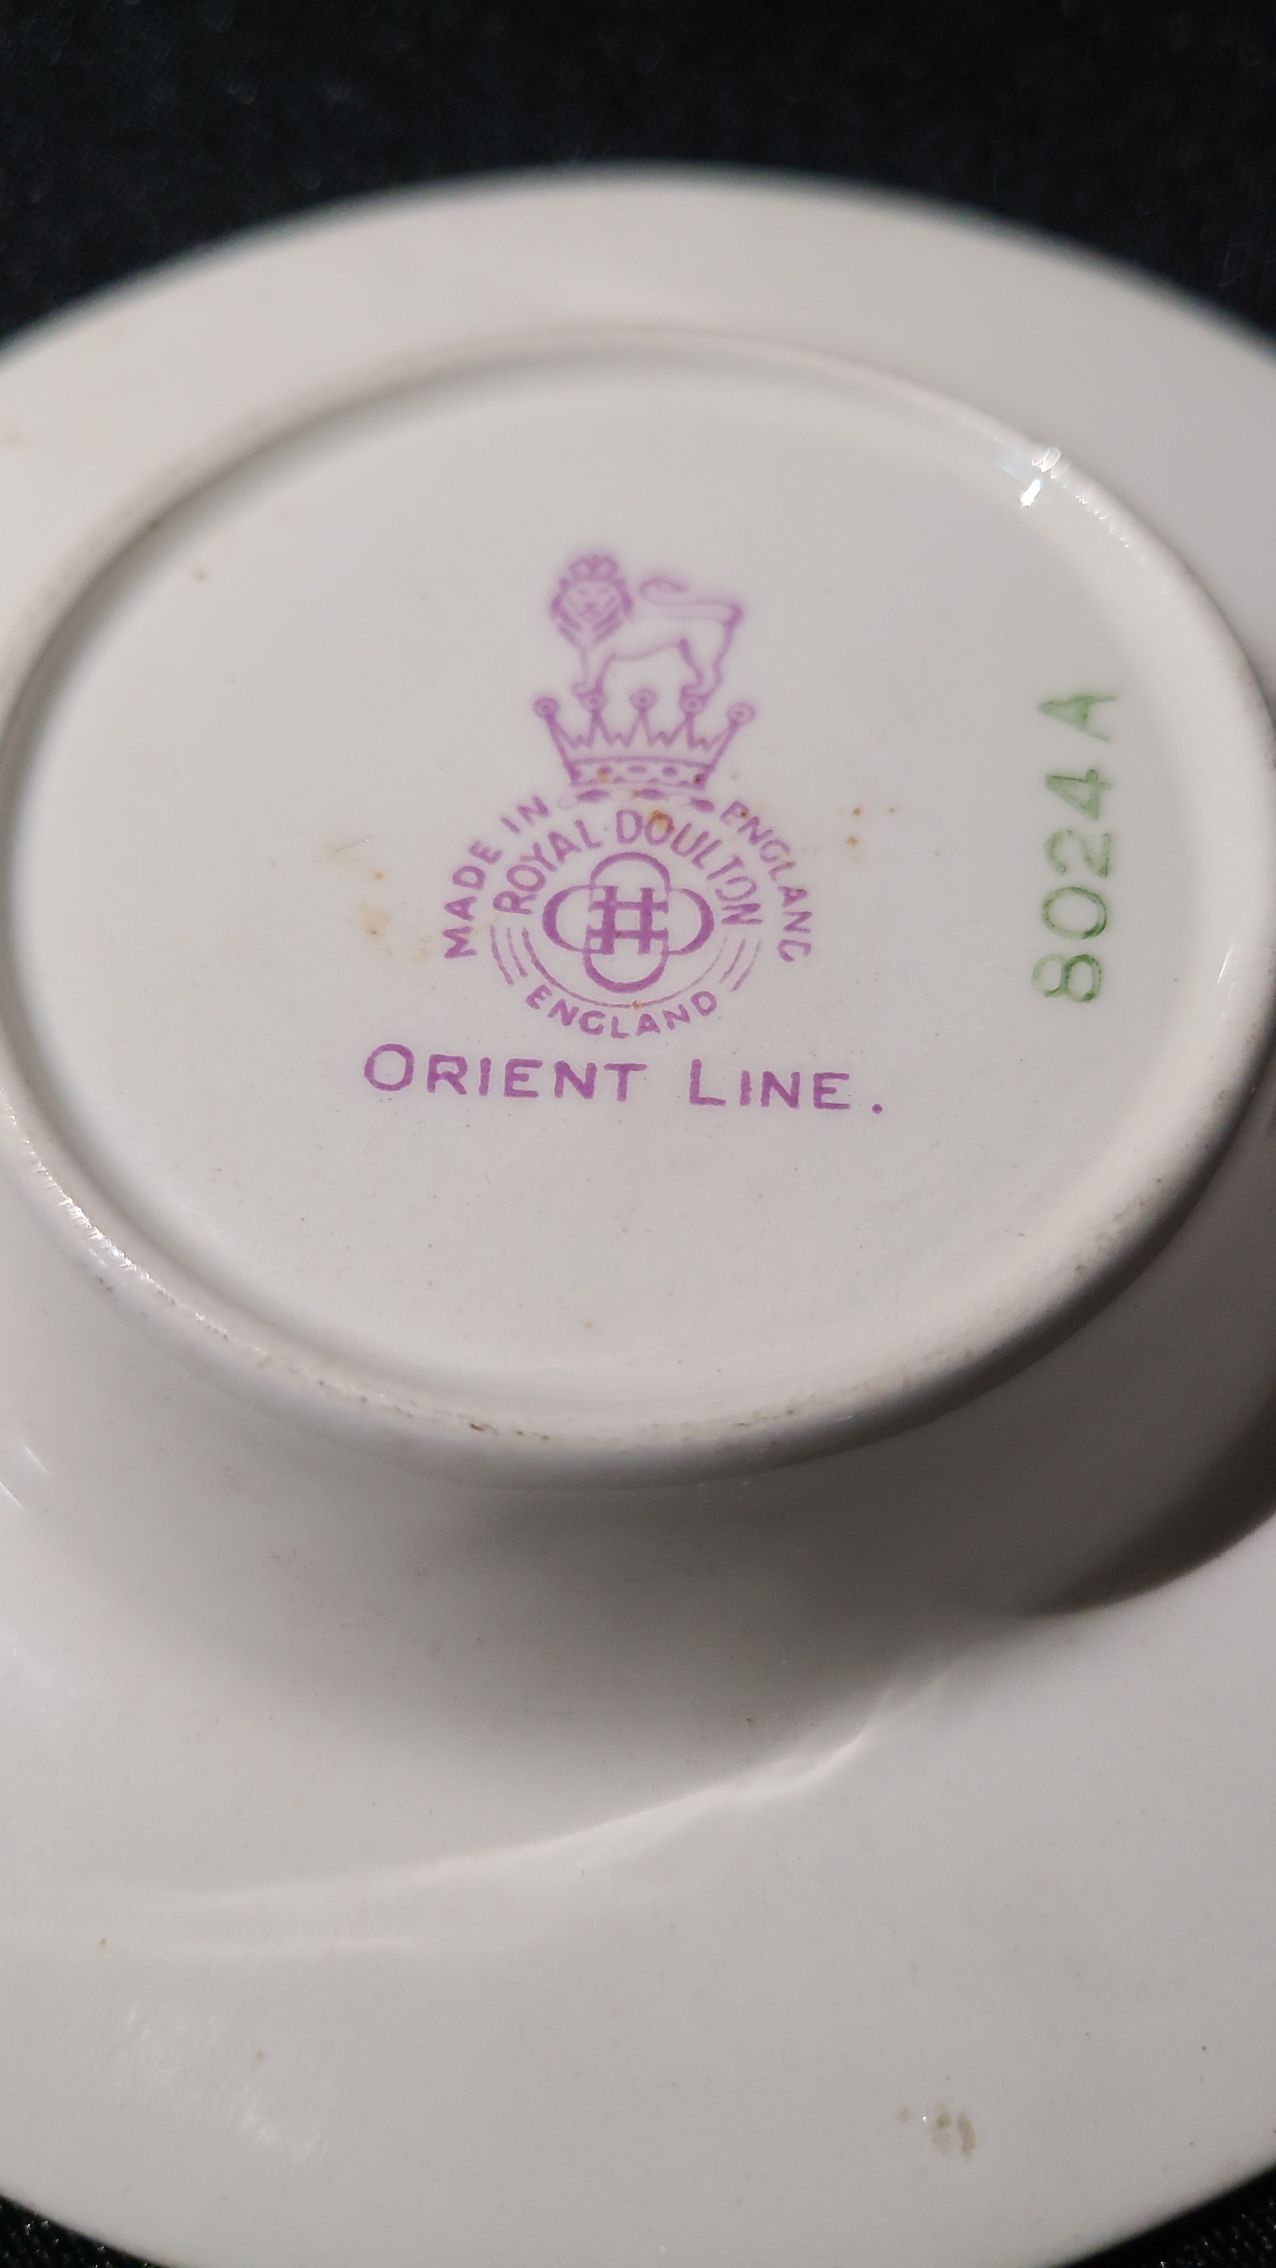 MADE IN ENGLAND
ROYAL DOULTON
ENGLAND
ORIENT LINE.
8024A